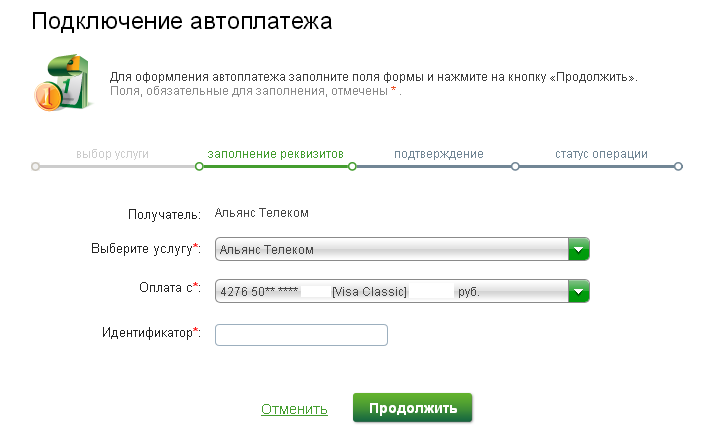 Подключение автоплатежа
Для оформления автоплатежа заполните поля формы и нажмите на кнопку «Продолжить».
Поля, обязательные для заполнения, отмечены * .
выбор услуги заполнение реквизитов подтверждение статус операции
Получатель: Альянс Телеком
Выберите услугу*: Альянс Телеком
Оплата с*: 4276 50** **** [Visa Classic] руб.
Идентификатор*:
Отменить Продолжить